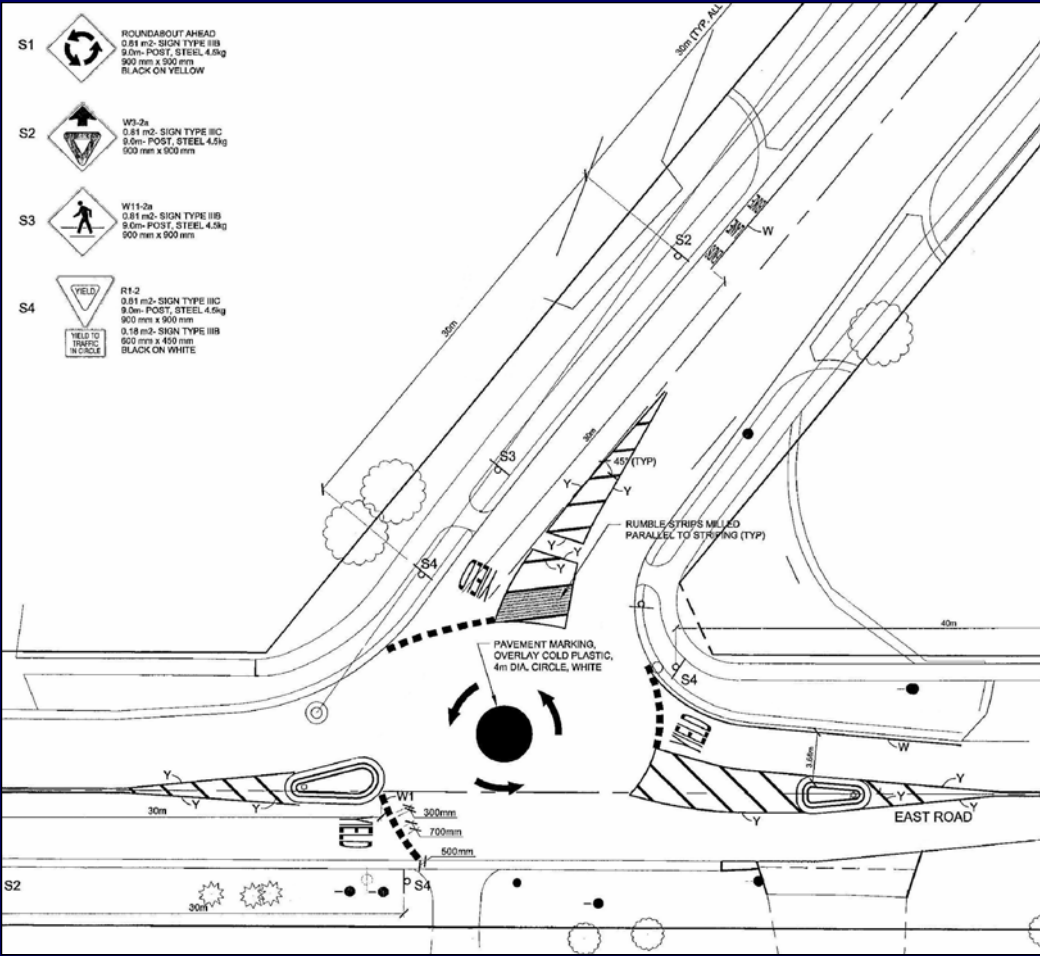 S1
ROUNDABOUT AHEAD
0.81 m2- SIGN TYPE IIIB
9.0m- POST, STEEL 4.5kg
900 mm x 900 mm
BLACK ON YELLOW
S2
W3-2a
0.81 m2- SIGN TYPE IIIC
9.0m- POST, STEEL 4.5kg
900 mm x 900 mm
S3
W11-2a
0.81 m2- SIGN TYPE IIIB
9.0m- POST, STEEL 4.5kg
900 mm x 900 mm
S4
YIELD
YIELD TO
TRAFFIC
IN CIRCLE
R1-2
0.81 m2- SIGN TYPE IIIC
9.0m- POST, STEEL 4.5kg
900 mm x 900 mm
0.18 m2- SIGN TYPE IIIB
600 mm x 450 mm
BLACK ON WHITE
30m (TYP. ALL
S2
W
30m
30m
S3
45° (TYP)
Y
Y
RUMBLE STRIPS MILLED
PARALLEL TO STRIPING (TYP)
Y
Y
Y
S4
YIELD
40m
PAVEMENT MARKING,
OVERLAY COLD PLASTIC,
4m DIA. CIRCLE, WHITE
S4
YIELD
W
3.66m
Y
Y
30m
W1
300mm
700mm
500mm
YIELD
Y
Y
Y
Y
EAST ROAD
S2
30m
S4